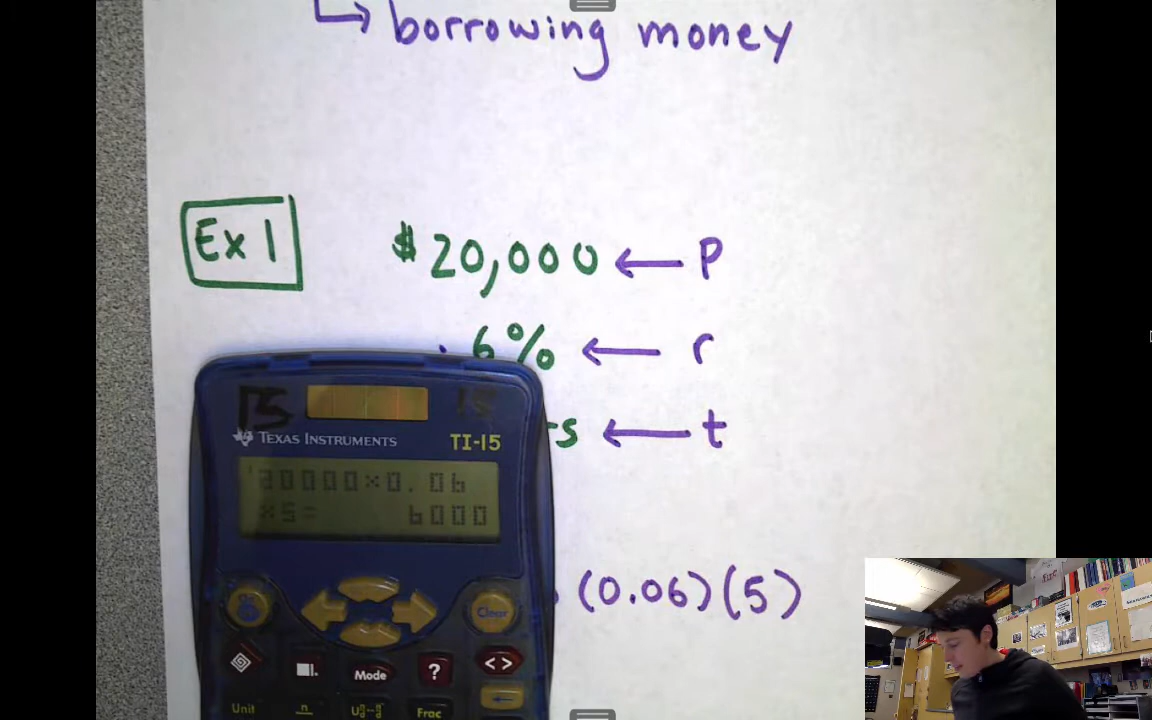 borrowing money
Ex 1
$20,000 ← P
6% ← r
s ← t
15
TEXAS INSTRUMENTS
TI-15
20000×0.06
×5= 6000
(0.06)(5)
Clear
Mode
?
Unit
n
d
Frac